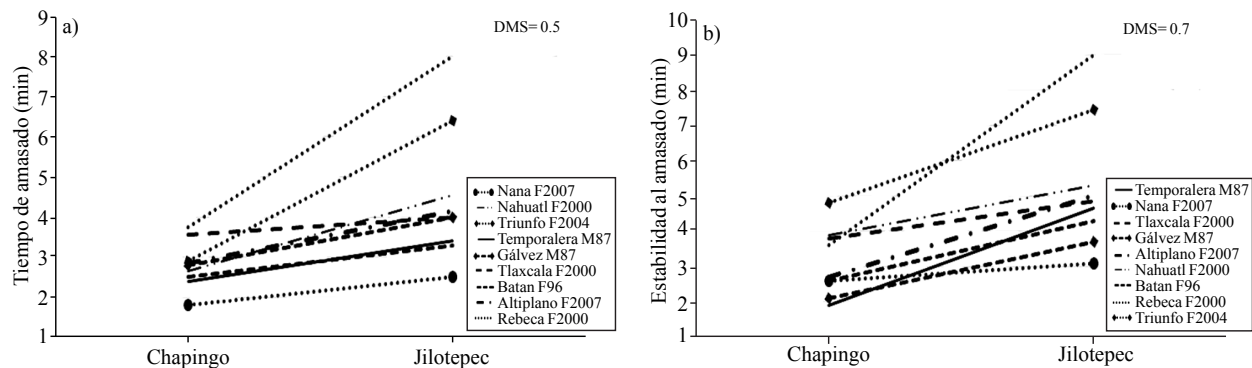 a)
DMS= 0.5
Tiempo de amasado (min)
9
8
7
6
5
4
3
2
1
Chapingo
Jilotepec
Nana F2007
Nahuatl F2000
Triunfo F2004
Temporalera M87
Gálvez M87
Tlaxcala F2000
Batan F96
Altiplano F2007
Rebeca F2000
b)
DMS= 0.7
Estabilidad al amasado (min)
10
9
8
7
6
5
4
3
2
1
Chapingo
Jilotepec
Temporalera M87
Nana F2007
Tlaxcala F2000
Gálvez M87
Altiplano F2007
Nahuatl F2000
Batan F96
Rebeca F2000
Triunfo F2004